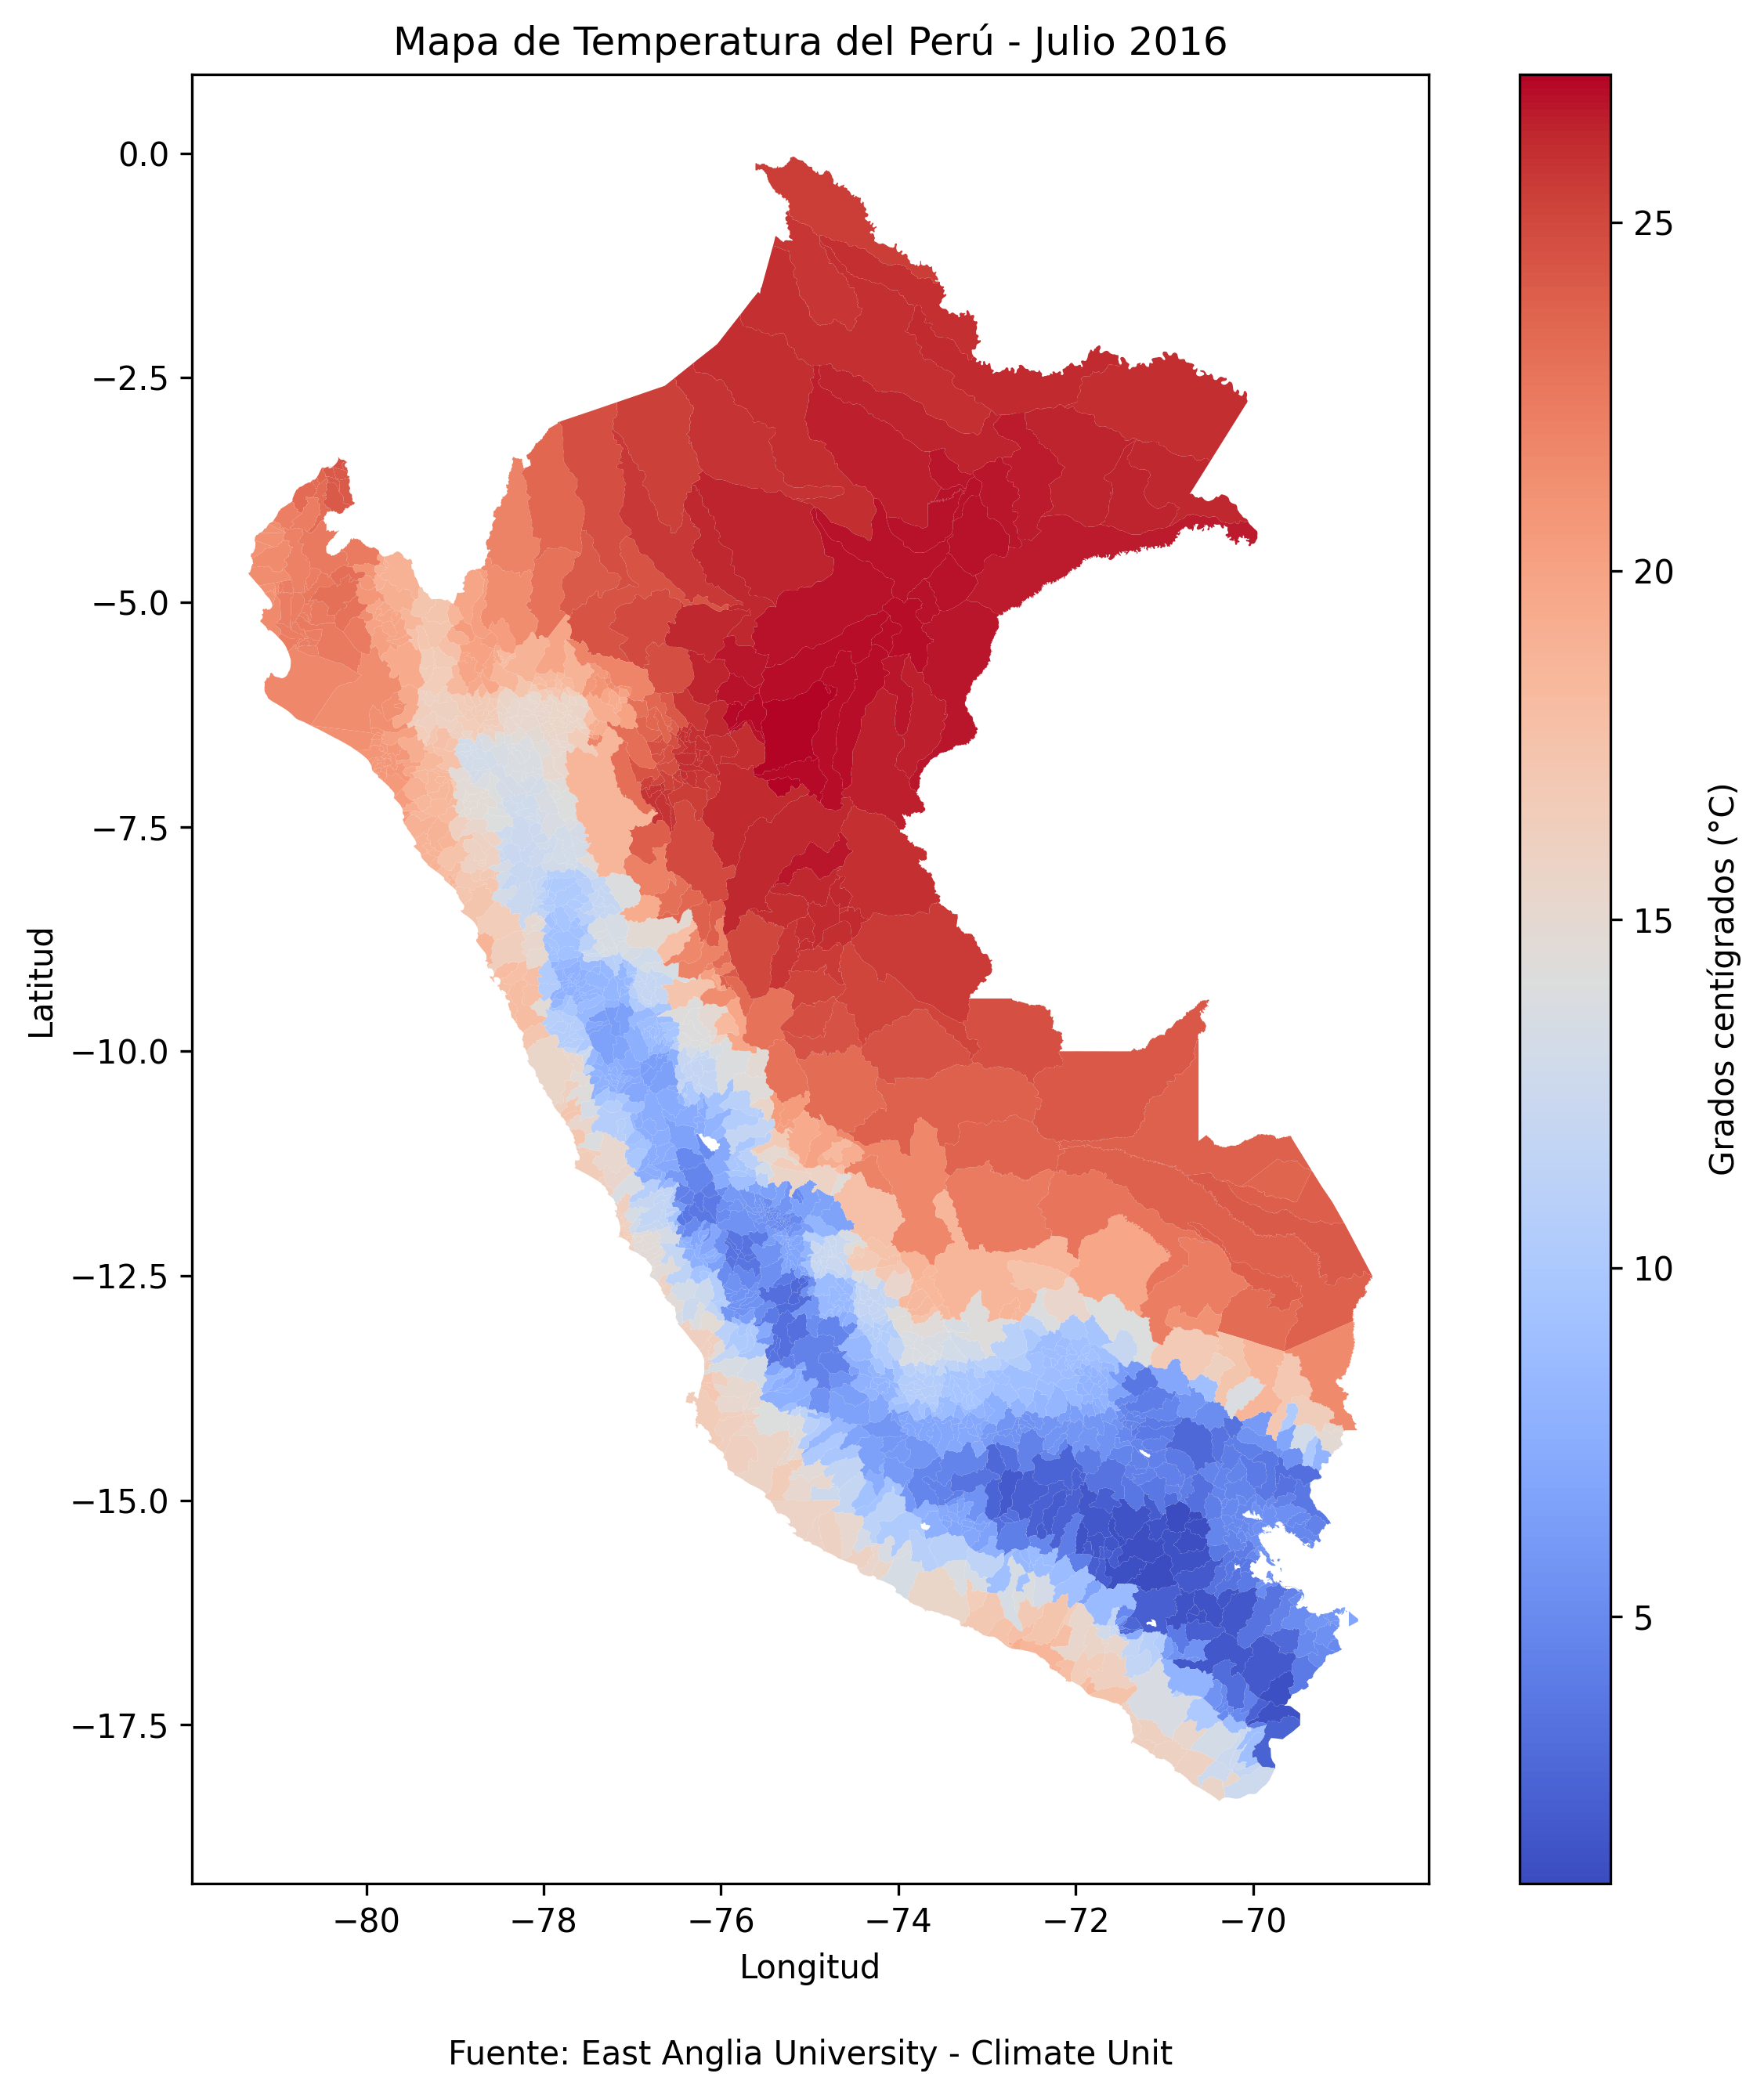 Mapa de Temperatura del Perú - Julio 2016
0.0
−2.5
−5.0
−7.5
−10.0
−12.5
−15.0
−17.5
Latitud
−80 −78 −76 −74 −72 −70
Longitud
25
20
15
10
5
Grados centígrados (°C)
Fuente: East Anglia University - Climate Unit